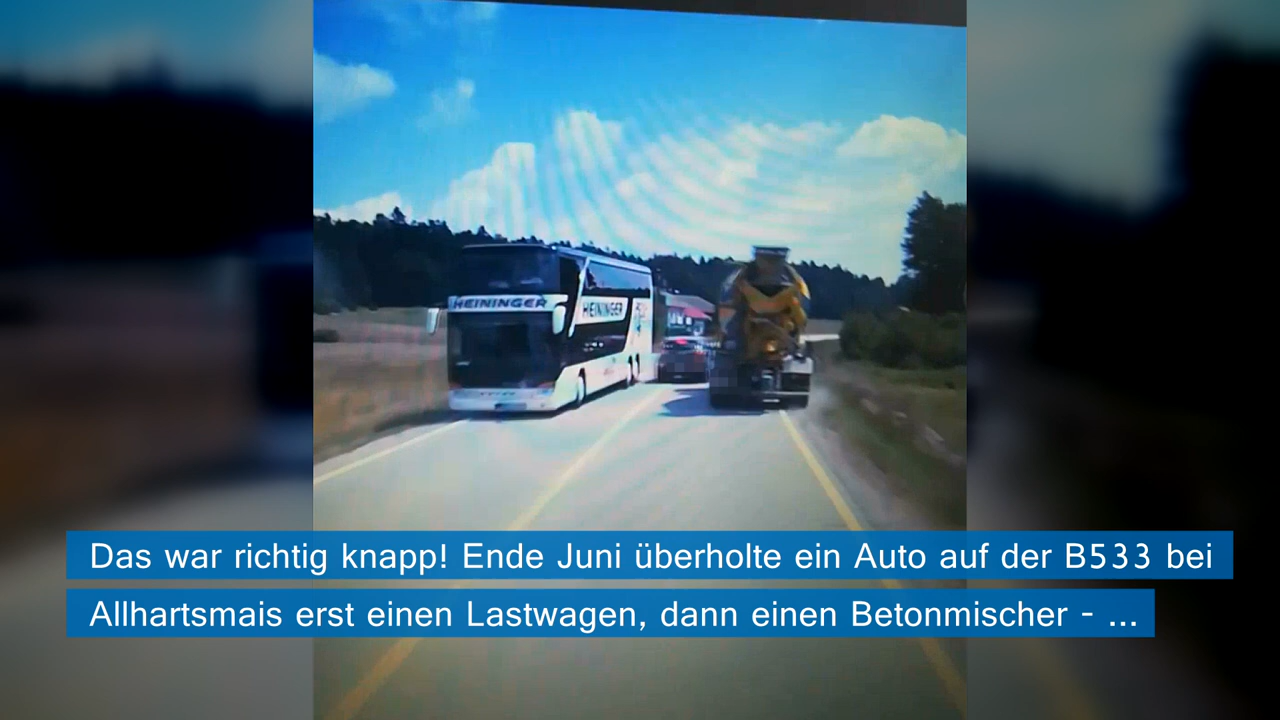 HEININGER
HEININGER
Das war richtig knapp! Ende Juni überholte ein Auto auf der B533 bei
Allhartsmais erst einen Lastwagen, dann einen Betonmischer - ...